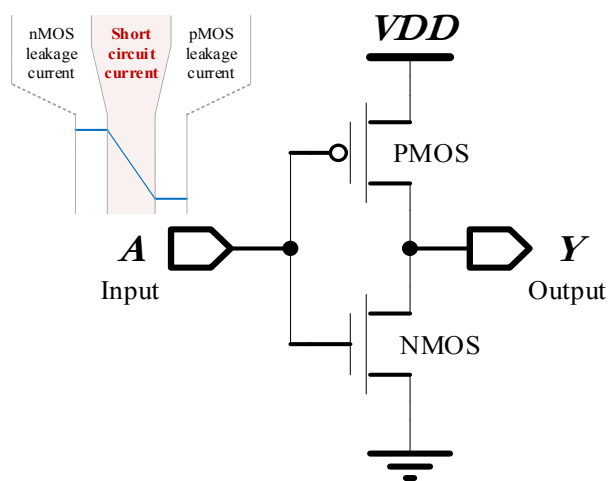 nMOS
leakage
current
Short
circuit
current
pMOS
leakage
current
VDD
PMOS
A
Input
Y
Output
NMOS